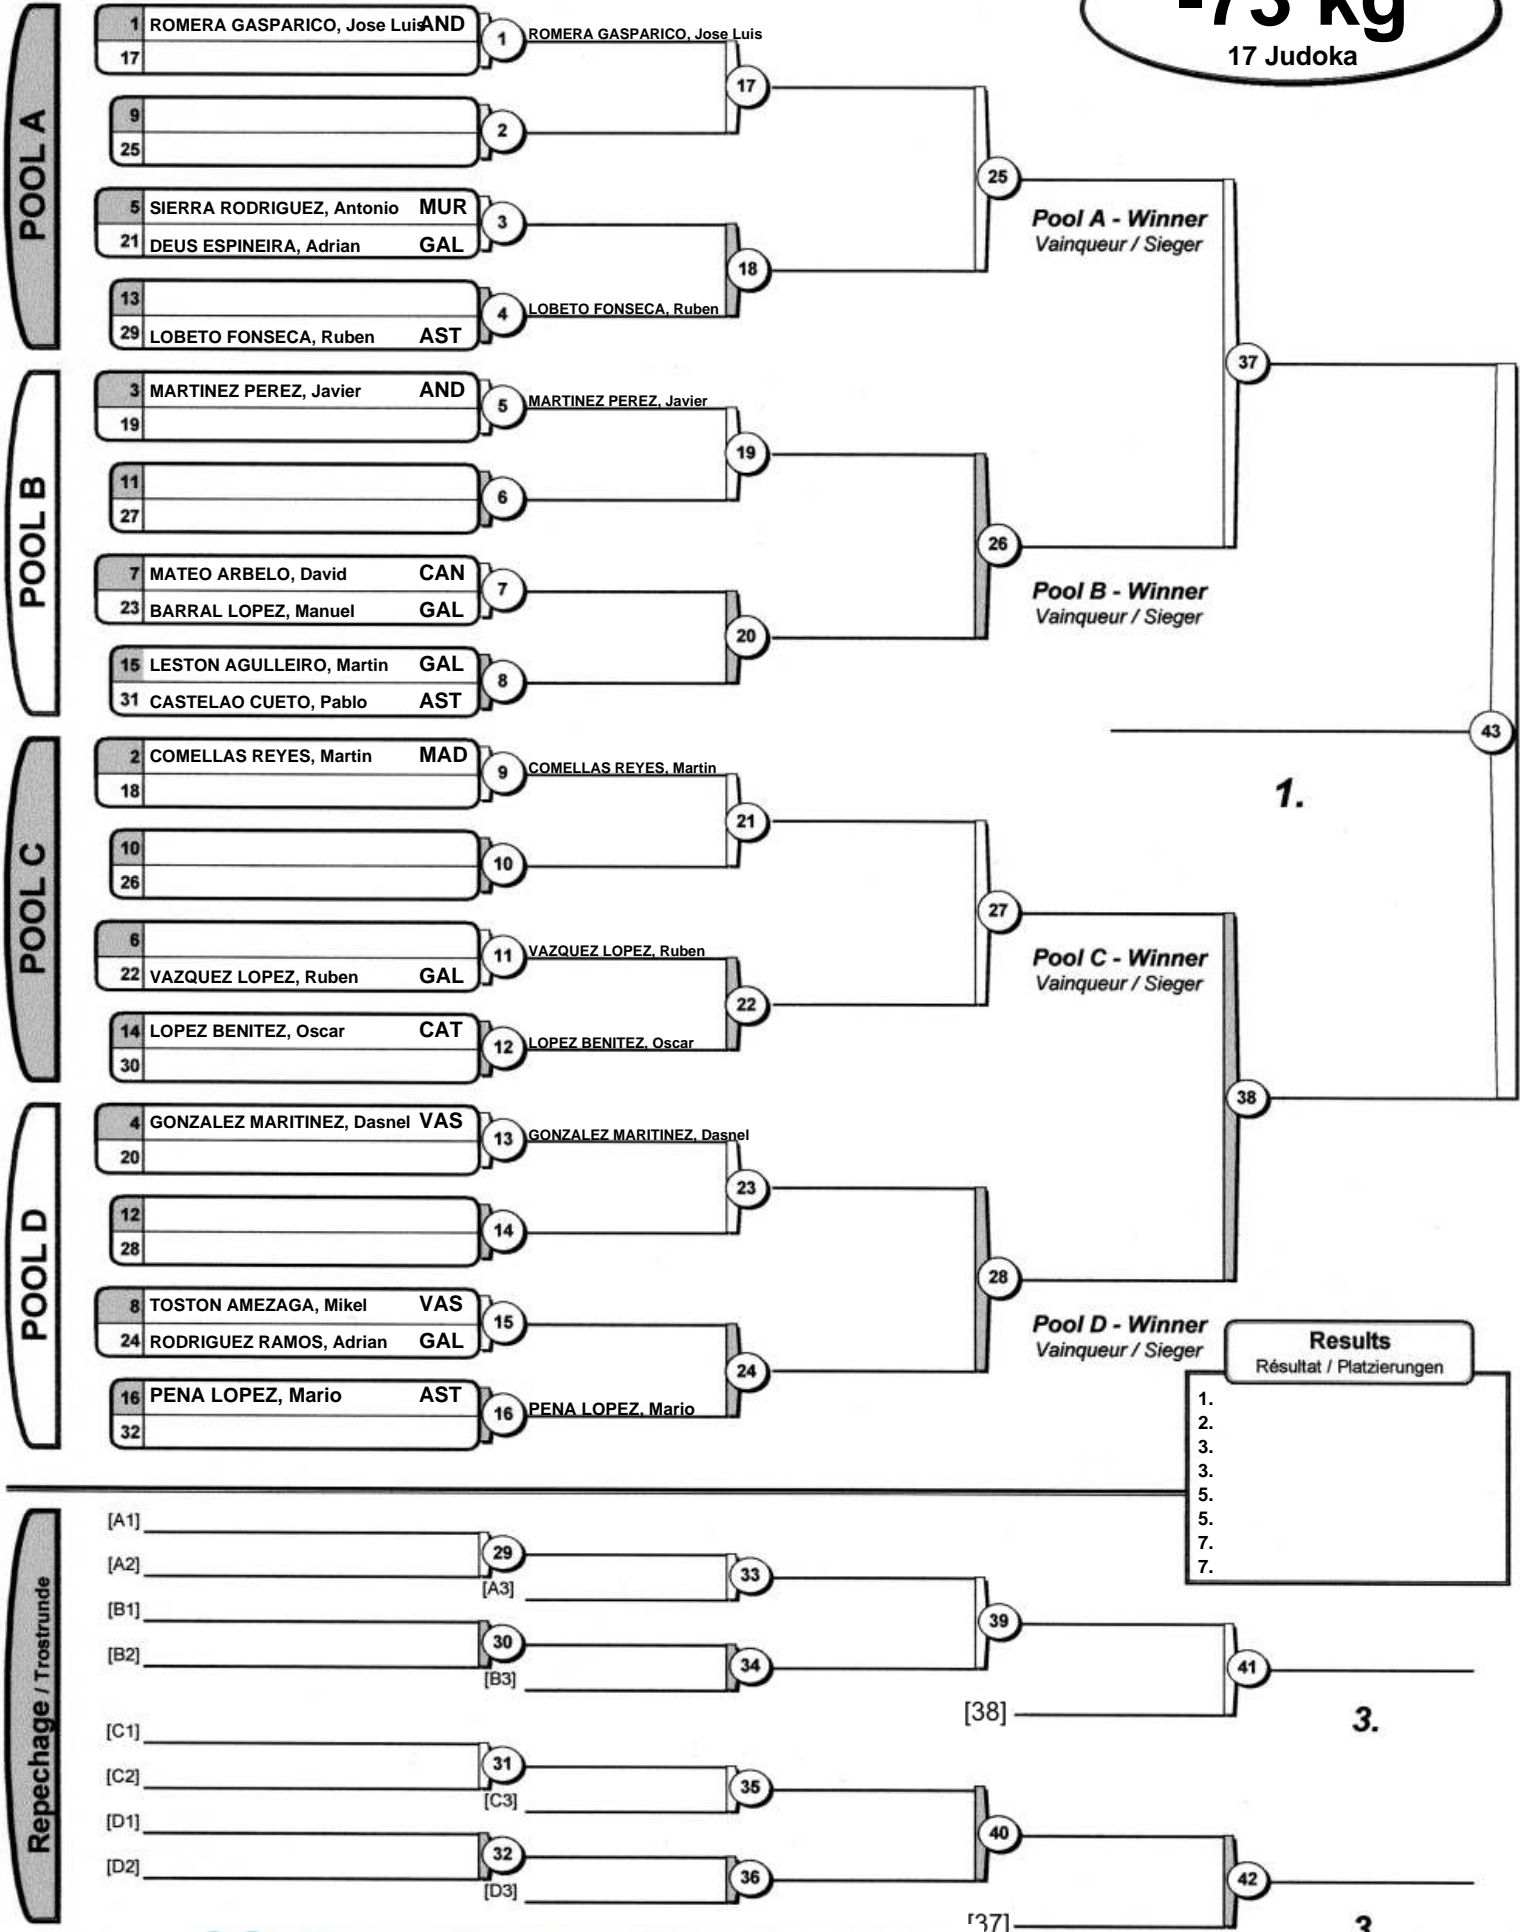 -73 kg
17 Judoka
POOL A
1 ROMERA GASPARICO, Jose Luis AND
17
1
ROMERA GASPARICO, Jose Luis
17
9
25
2
25
5 SIERRA RODRIGUEZ, Antonio MUR
21 DEUS ESPINEIRA, Adrian GAL
3
Pool A - Winner
Vainqueur / Sieger
18
13
29 LOBETO FONSECA, Ruben AST
4
LOBETO FONSECA, Ruben
37
POOL B
3 MARTINEZ PEREZ, Javier AND
19
5
MARTINEZ PEREZ, Javier
19
11
27
6
26
7 MATEO ARBELO, David CAN
23 BARRAL LOPEZ, Manuel GAL
7
Pool B - Winner
Vainqueur / Sieger
20
15 LESTON AGULLEIRO, Martin GAL
31 CASTELAO CUETO, Pablo AST
8
43
1.
POOL C
2 COMELLAS REYES, Martin MAD
18
9
COMELLAS REYES, Martin
21
10
26
10
27
6
22 VAZQUEZ LOPEZ, Ruben GAL
11
VAZQUEZ LOPEZ, Ruben
Pool C - Winner
Vainqueur / Sieger
22
14 LOPEZ BENITEZ, Oscar CAT
30
12
LOPEZ BENITEZ, Oscar
38
POOL D
4 GONZALEZ MARITINEZ, Dasnel VAS
20
13
GONZALEZ MARITINEZ, Dasnel
23
12
28
14
28
8 TOSTON AMEZAGA, Mikel VAS
24 RODRIGUEZ RAMOS, Adrian GAL
15
Pool D - Winner
Vainqueur / Sieger
24
16 PENA LOPEZ, Mario AST
32
16
PENA LOPEZ, Mario
Results
Résultat / Platzierungen
1.
2.
3.
3.
5.
5.
7.
7.
Repechage / Trostrunde
[A1]
[A2]
29
[A3]
33
[B1]
[B2]
30
[B3]
34
39
[38]
41
3.
[C1]
[C2]
31
[C3]
35
[D1]
[D2]
32
[D3]
36
40
[37]
42
3.